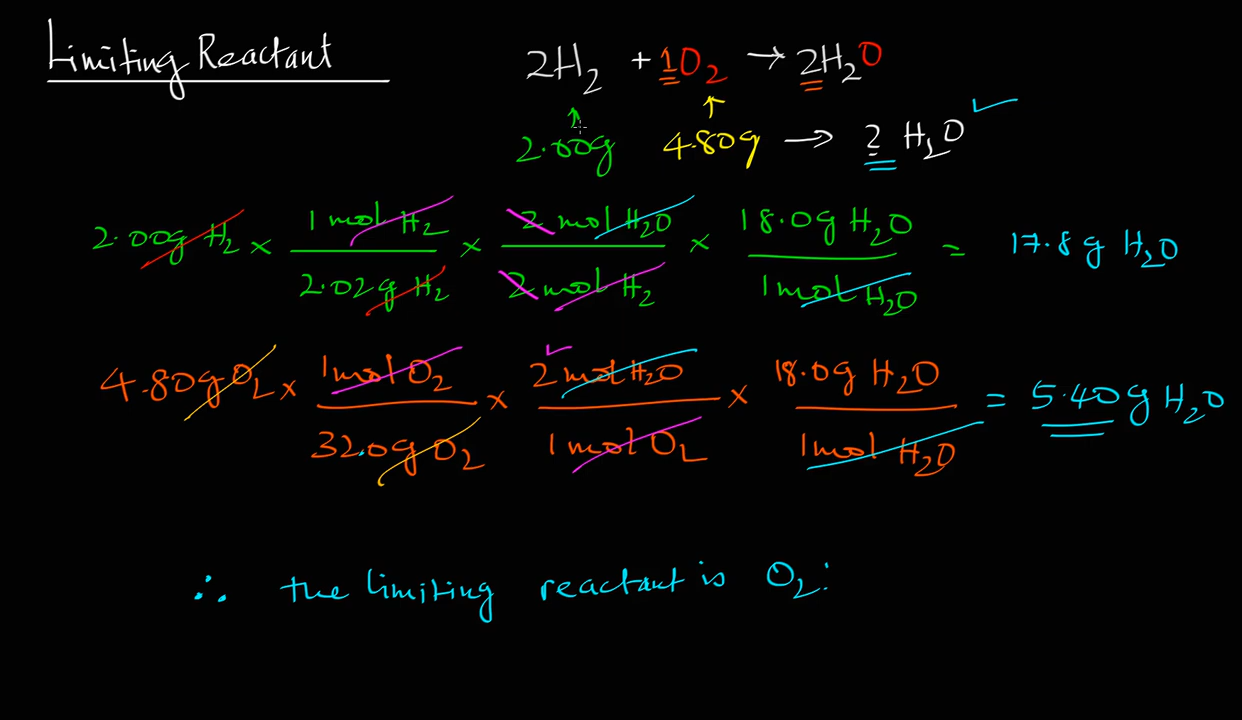 Limiting Reactant
2H₂ + 1O₂ → 2H₂O
↑ ↑
2.00g 4.80g → ? H₂O ✓
2.00g H₂ × 1 mol H₂ / 2.02g H₂ × 2 mol H₂O / 2 mol H₂ × 18.0g H₂O / 1 mol H₂O = 17.8 g H₂O
4.80g O₂ × 1 mol O₂ / 32.0g O₂ × 2 mol H₂O / 1 mol O₂ × 18.0g H₂O / 1 mol H₂O = 5.40g H₂O
∴ the limiting reactant is O₂: